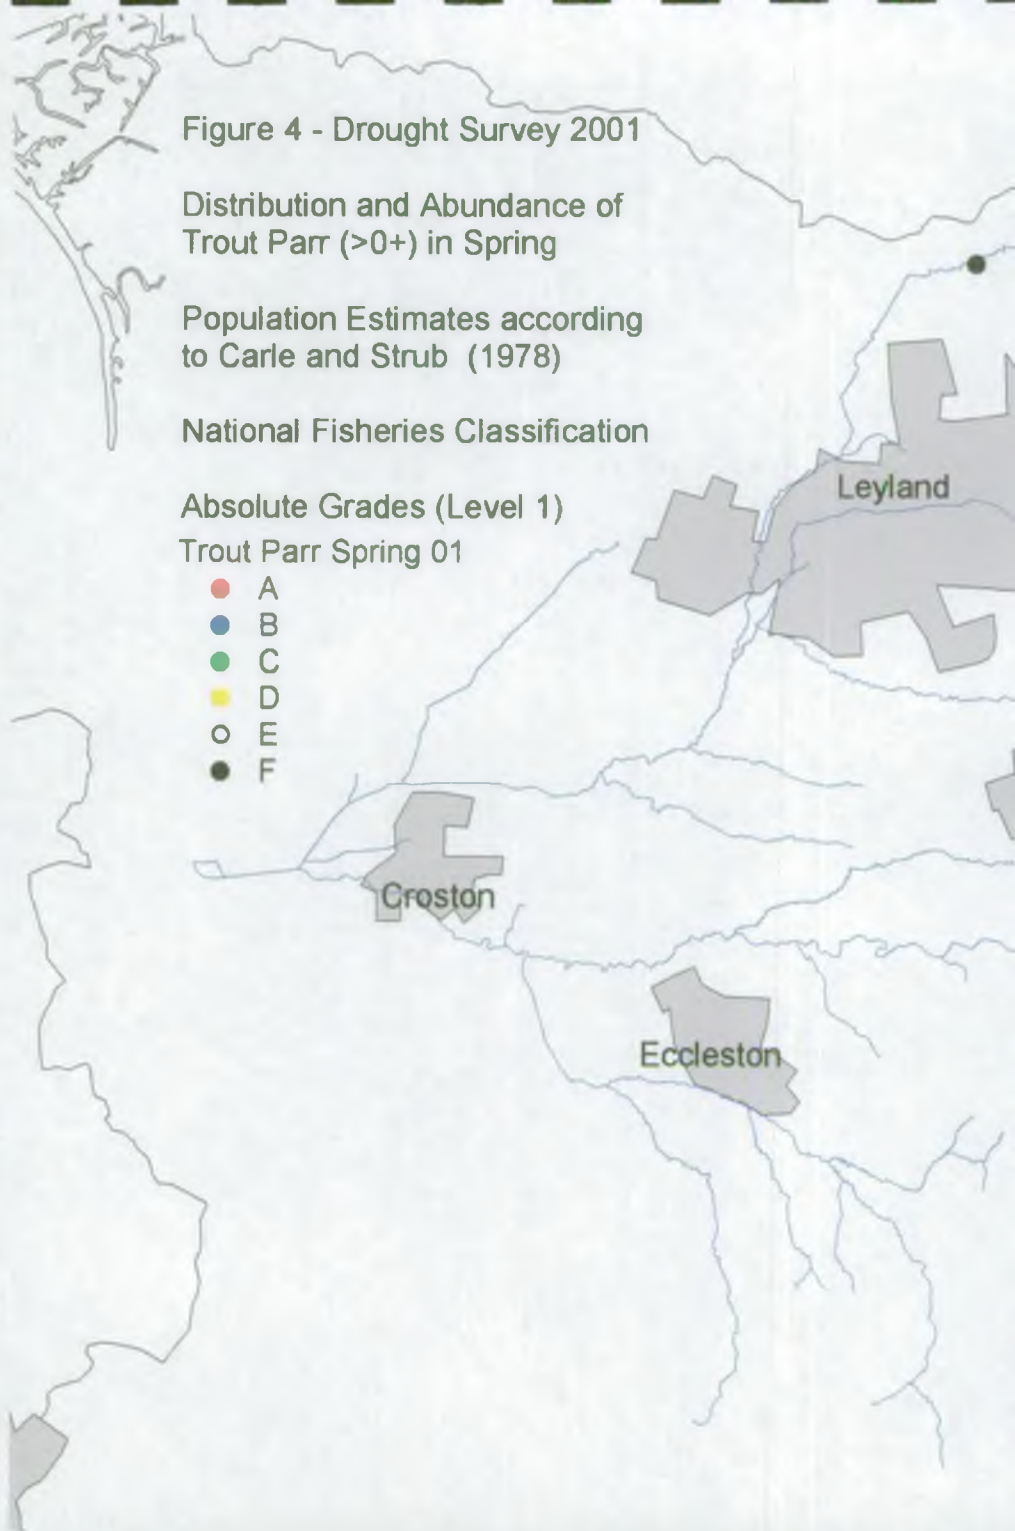 Figure 4 - Drought Survey 2001
Distribution and Abundance of
Trout Parr (>0+) in Spring
Population Estimates according
to Carle and Strub (1978)
National Fisheries Classification
Absolute Grades (Level 1)
Trout Parr Spring 01
A
B
C
D
E
F
Leyland
Croston
Eccleston